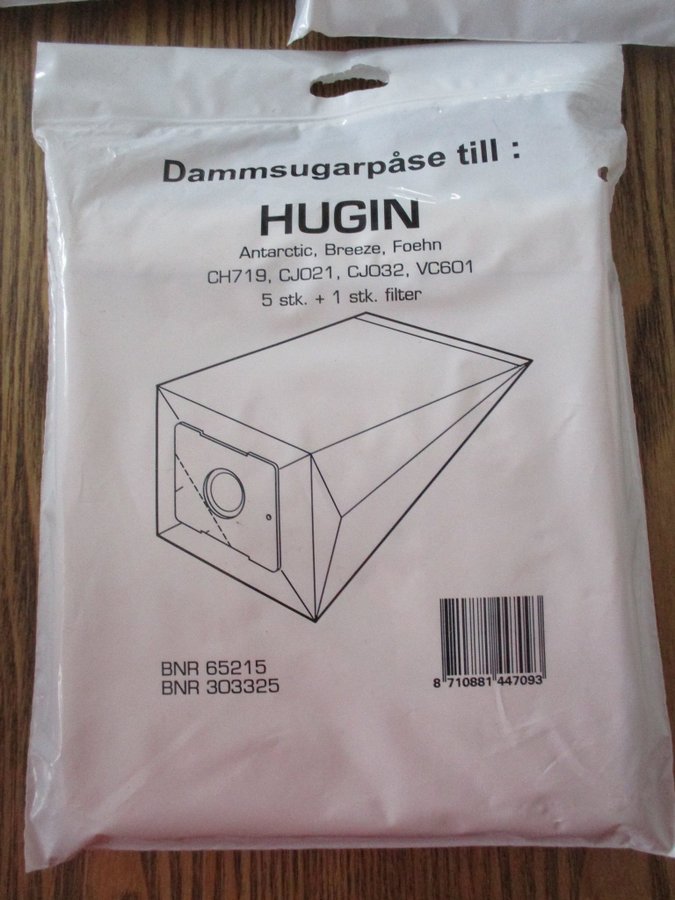 Dammsugarpåse till :
HUGIN
Antarctic, Breeze, Foehn
CH719, CJ021, CJ032, VC601
5 stk. + 1 stk. filter
BNR 65215
BNR 303325
8 710881 447093